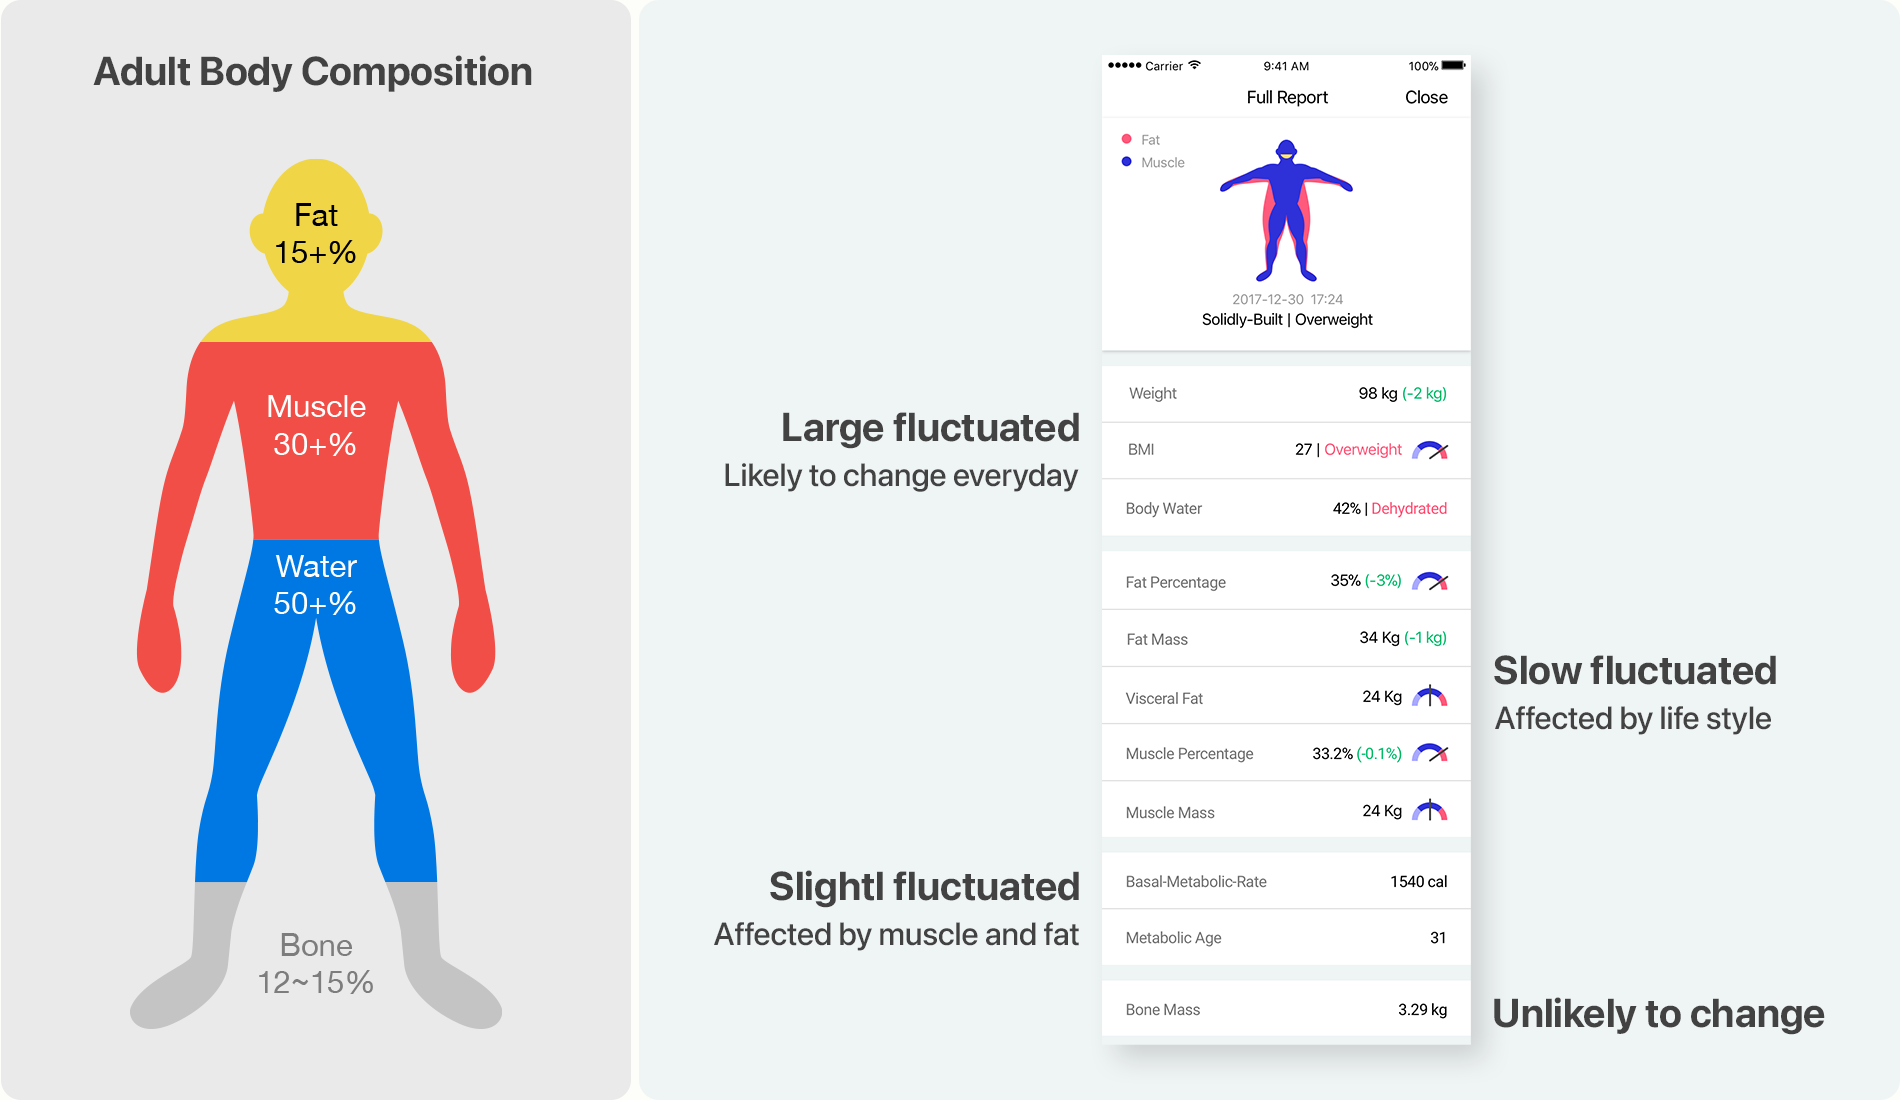 Adult Body Composition
Fat
15+%
Muscle
30+%
Water
50+%
Bone
12~15%
Large fluctuated
Likely to change everyday
Slightl fluctuated
Affected by muscle and fat
Carrier 9:41 AM 100%
Full Report Close
Fat
Muscle
2017-12-30 17:24
Solidly-Built | Overweight
Weight 98 kg (-2 kg)
BMI 27 | Overweight
Body Water 42% | Dehydrated
Fat Percentage 35% (-3%)
Fat Mass 34 Kg (-1 kg)
Visceral Fat 24 Kg
Muscle Percentage 33.2% (-0.1%)
Muscle Mass 24 Kg
Basal-Metabolic-Rate 1540 cal
Metabolic Age 31
Bone Mass 3.29 kg
Slow fluctuated
Affected by life style
Unlikely to change